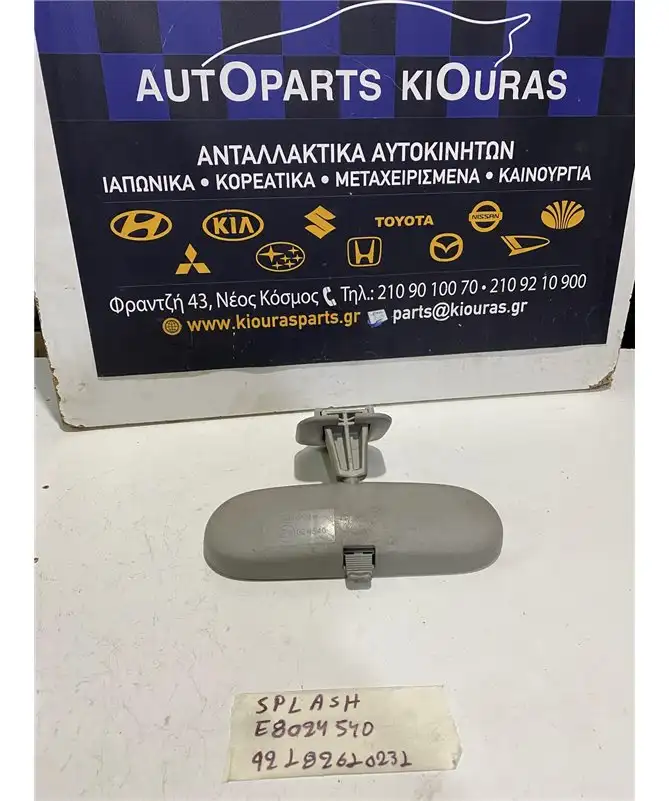 AUTOPARTS KIOURAS
ΑΝΤΑΛΛΑΚΤΙΚΑ ΑΥΤΟΚΙΝΗΤΩΝ
ΙΑΠΩΝΙΚΑ • ΚΟΡΕΑΤΙΚΑ • ΜΕΤΑΧΕΙΡΙΣΜΕΝΑ • ΚΑΙΝΟΥΡΓΙΑ
KIA TOYOTA NISSAN
Φραντζή 43, Νέος Κόσμος Τηλ.: 210 90 100 70 • 210 92 10 900
www.kiourasparts.gr parts@kiouras.gr
SPLASH
E8024540